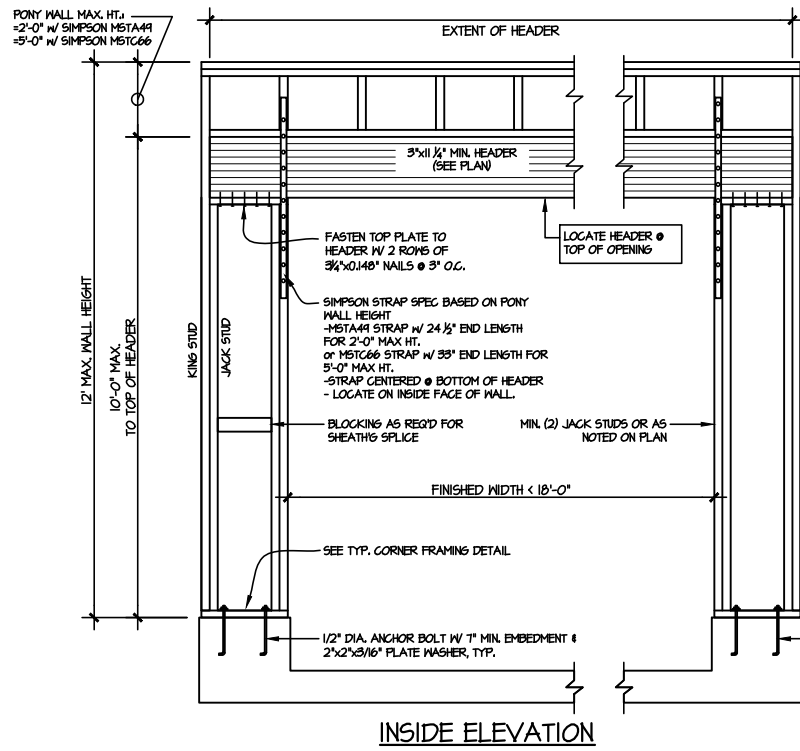 PONY WALL MAX. HT.:
=2'-0" W/ SIMPSON MSTA49
=5'-0" W/ SIMPSON MSTC66
EXTENT OF HEADER
3"x11 1/4" MIN. HEADER
(SEE PLAN)
FASTEN TOP PLATE TO
HEADER W/ 2 ROWS OF
3 1/4"x0.148" NAILS @ 3" O.C.
LOCATE HEADER @
TOP OF OPENING
SIMPSON STRAP SPEC BASED ON PONY
WALL HEIGHT
-MSTA49 STRAP W/ 24 1/2" END LENGTH
FOR 2'-0" MAX HT.
or MSTC66 STRAP W/ 33" END LENGTH FOR
5'-0" MAX HT.
-STRAP CENTERED @ BOTTOM OF HEADER
- LOCATE ON INSIDE FACE OF WALL.
12' MAX. WALL HEIGHT
10'-0" MAX.
TO TOP OF HEADER
KING STUD
JACK STUD
BLOCKING AS REQ'D FOR
SHEATH'G SPLICE
MIN. (2) JACK STUDS OR AS
NOTED ON PLAN
FINISHED WIDTH < 18'-0"
SEE TYP. CORNER FRAMING DETAIL
1/2" DIA. ANCHOR BOLT W/ 7" MIN. EMBEDMENT &
2"x2"x3/16" PLATE WASHER, TYP.
INSIDE ELEVATION